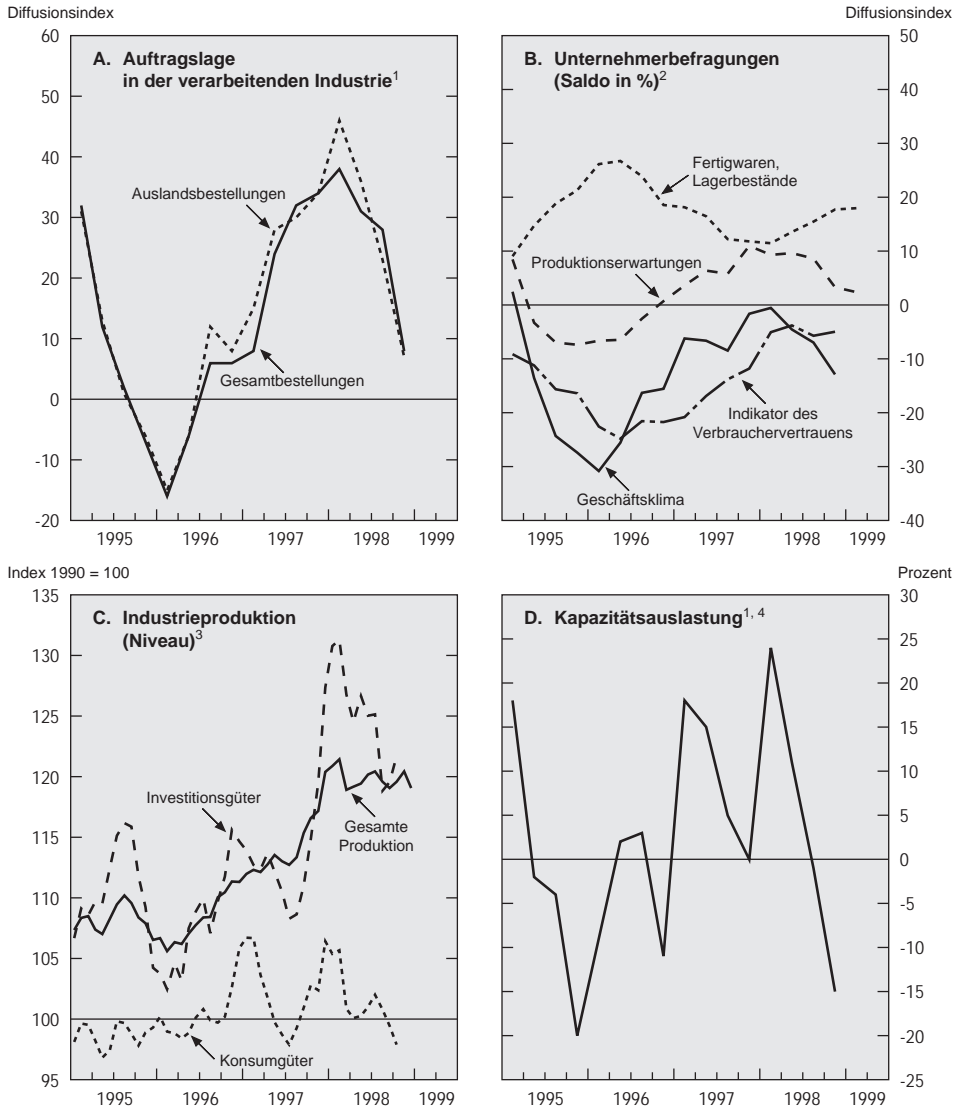 Diffusionsindex
Diffusionsindex
60
50
40
30
20
10
0
-10
-20
A. Auftragslage
in der verarbeitenden Industrie¹
Auslandsbestellungen
Gesamtbestellungen
1995 1996 1997 1998 1999
B. Unternehmerbefragungen
(Saldo in %)²
Fertigwaren,
Lagerbestände
Produktionserwartungen
Indikator des
Verbrauchervertrauens
Geschäftsklima
50
40
30
20
10
0
-10
-20
-30
-40
1995 1996 1997 1998 1999
Index 1990 = 100
Prozent
135
130
125
120
115
110
105
100
95
C. Industrieproduktion
(Niveau)³
Investitionsgüter
Gesamte
Produktion
Konsumgüter
1995 1996 1997 1998 1999
D. Kapazitätsauslastung¹, ⁴
30
25
20
15
10
5
0
-5
-10
-15
-20
-25
1995 1996 1997 1998 1999